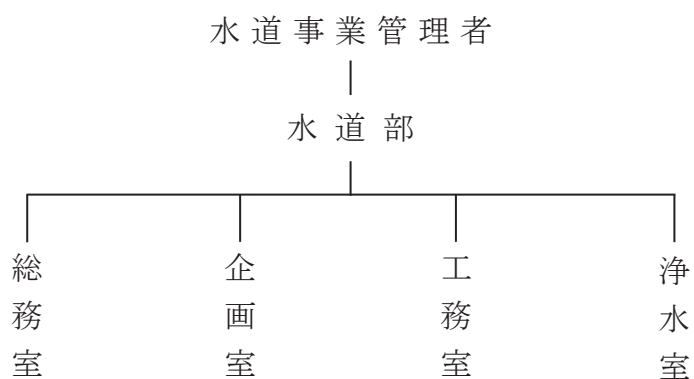 水道事業管理者
水道部
総務室
企画室
工務室
浄水室